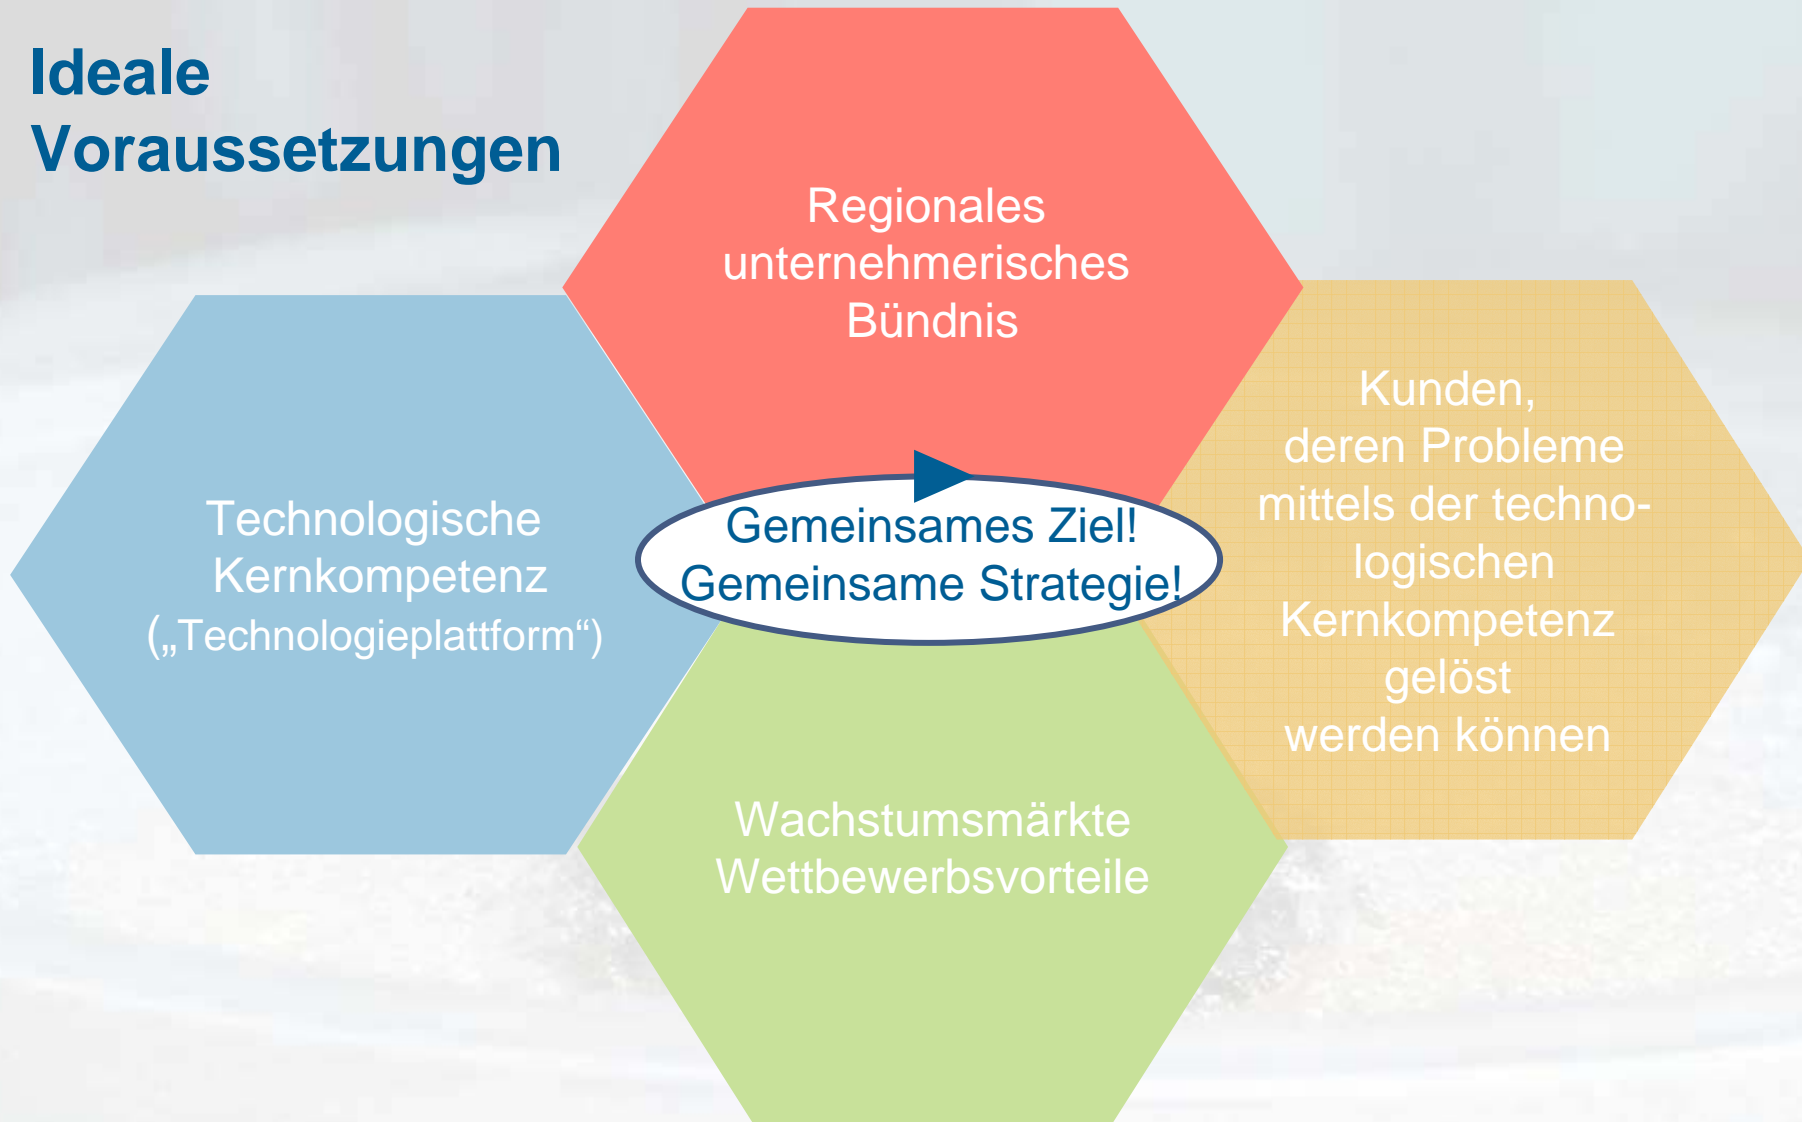 Ideale
Voraussetzungen
Regionales
unternehmerisches
Bündnis
Technologische
Kernkompetenz
(„Technologieplattform“)
Gemeinsames Ziel!
Gemeinsame Strategie!
Kunden,
deren Probleme
mittels der techno-
logischen
Kernkompetenz
gelöst
werden können
Wachstumsmärkte
Wettbewerbsvorteile